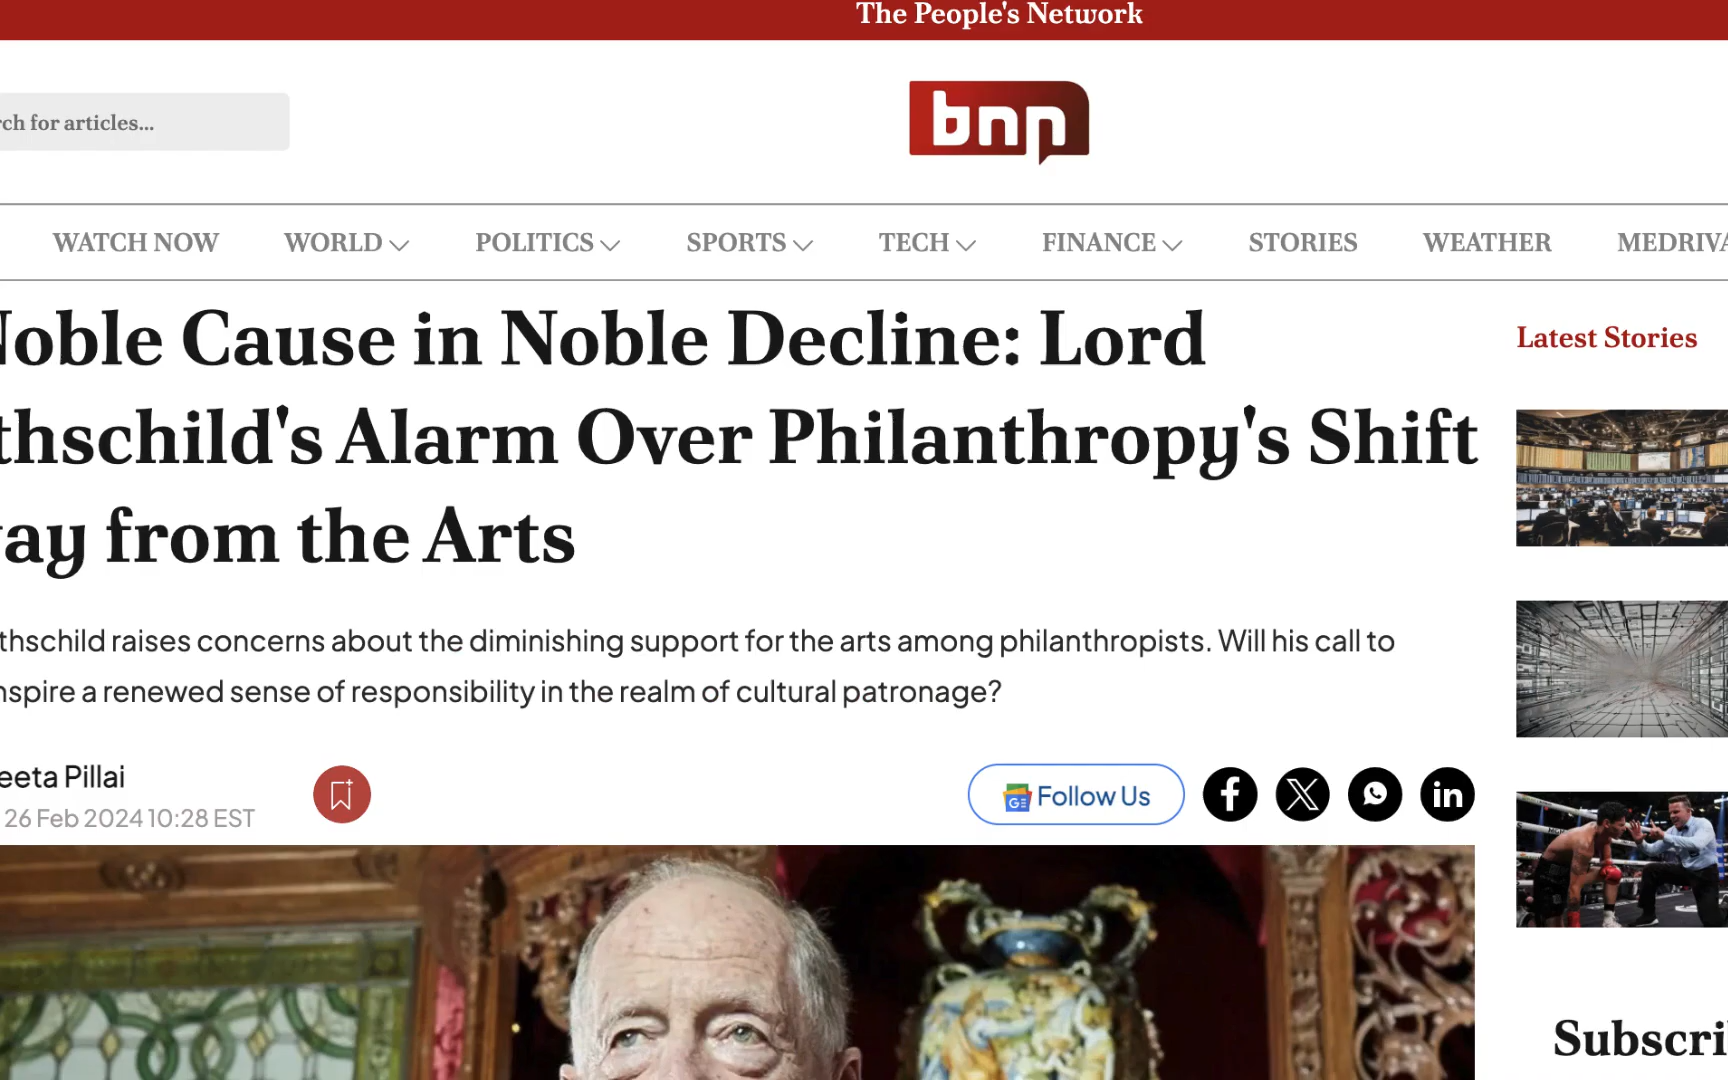 The People's Network
rch for articles...
bnn
WATCH NOW WORLD POLITICS SPORTS TECH FINANCE STORIES WEATHER MEDRIVA
Noble Cause in Noble Decline: Lord
thschild's Alarm Over Philanthropy's Shift
ay from the Arts
Latest Stories
thschild raises concerns about the diminishing support for the arts among philanthropists. Will his call to
nspire a renewed sense of responsibility in the realm of cultural patronage?
eeta Pillai
26 Feb 2024 10:28 EST
GE Follow Us
f X in
Subscri